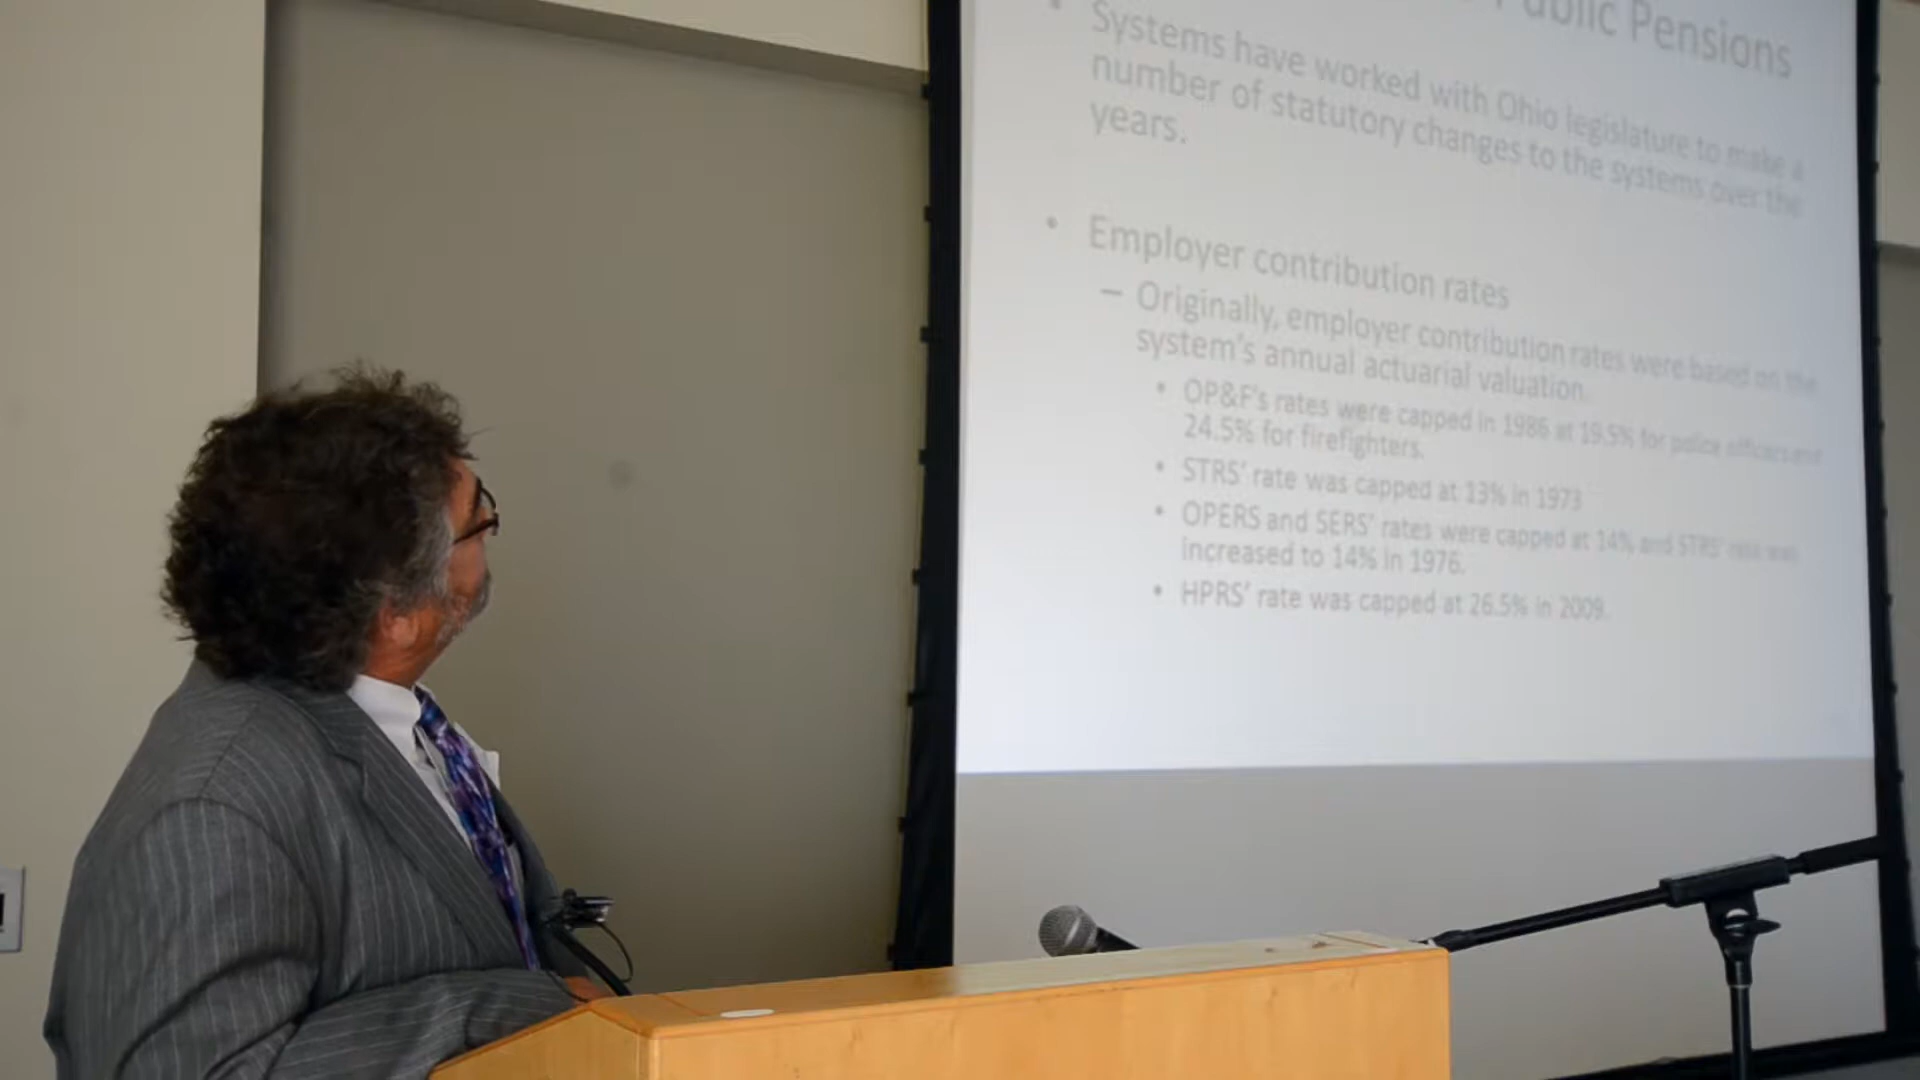 Public Pensions
• Systems have worked with Ohio legislature to make a
number of statutory changes to the systems over the
years.
• Employer contribution rates
– Originally, employer contribution rates were based on the
system's annual actuarial valuation.
• OP&F's rates were capped in 1986 at 19.5% for police officers and
24.5% for firefighters.
• STRS' rate was capped at 13% in 1973
• OPERS and SERS' rates were capped at 14% and STRS' rate was
increased to 14% in 1976.
• HPRS' rate was capped at 26.5% in 2009.